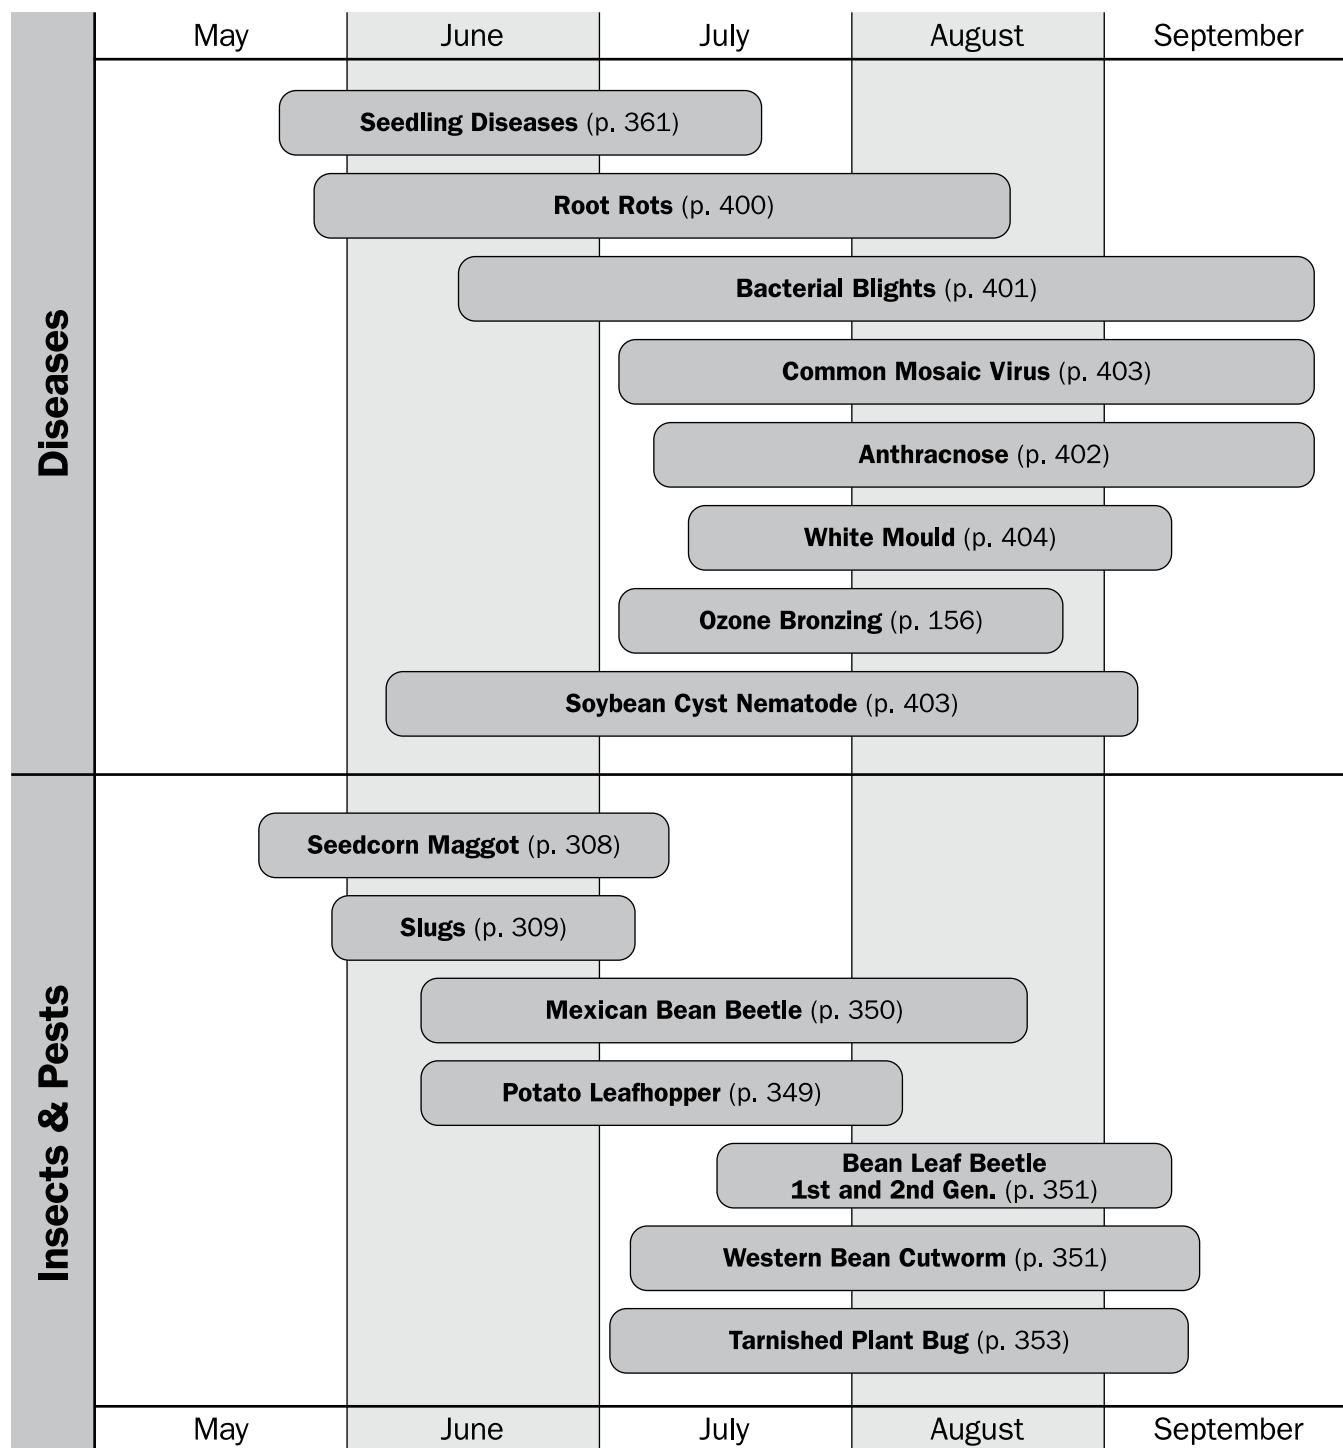 May June July August September
Diseases
Seedling Diseases (p. 361)
Root Rots (p. 400)
Bacterial Blights (p. 401)
Common Mosaic Virus (p. 403)
Anthracnose (p. 402)
White Mould (p. 404)
Ozone Bronzing (p. 156)
Soybean Cyst Nematode (p. 403)
Insects & Pests
Seedcorn Maggot (p. 308)
Slugs (p. 309)
Mexican Bean Beetle (p. 350)
Potato Leafhopper (p. 349)
Bean Leaf Beetle
1st and 2nd Gen. (p. 351)
Western Bean Cutworm (p. 351)
Tarnished Plant Bug (p. 353)
May June July August September